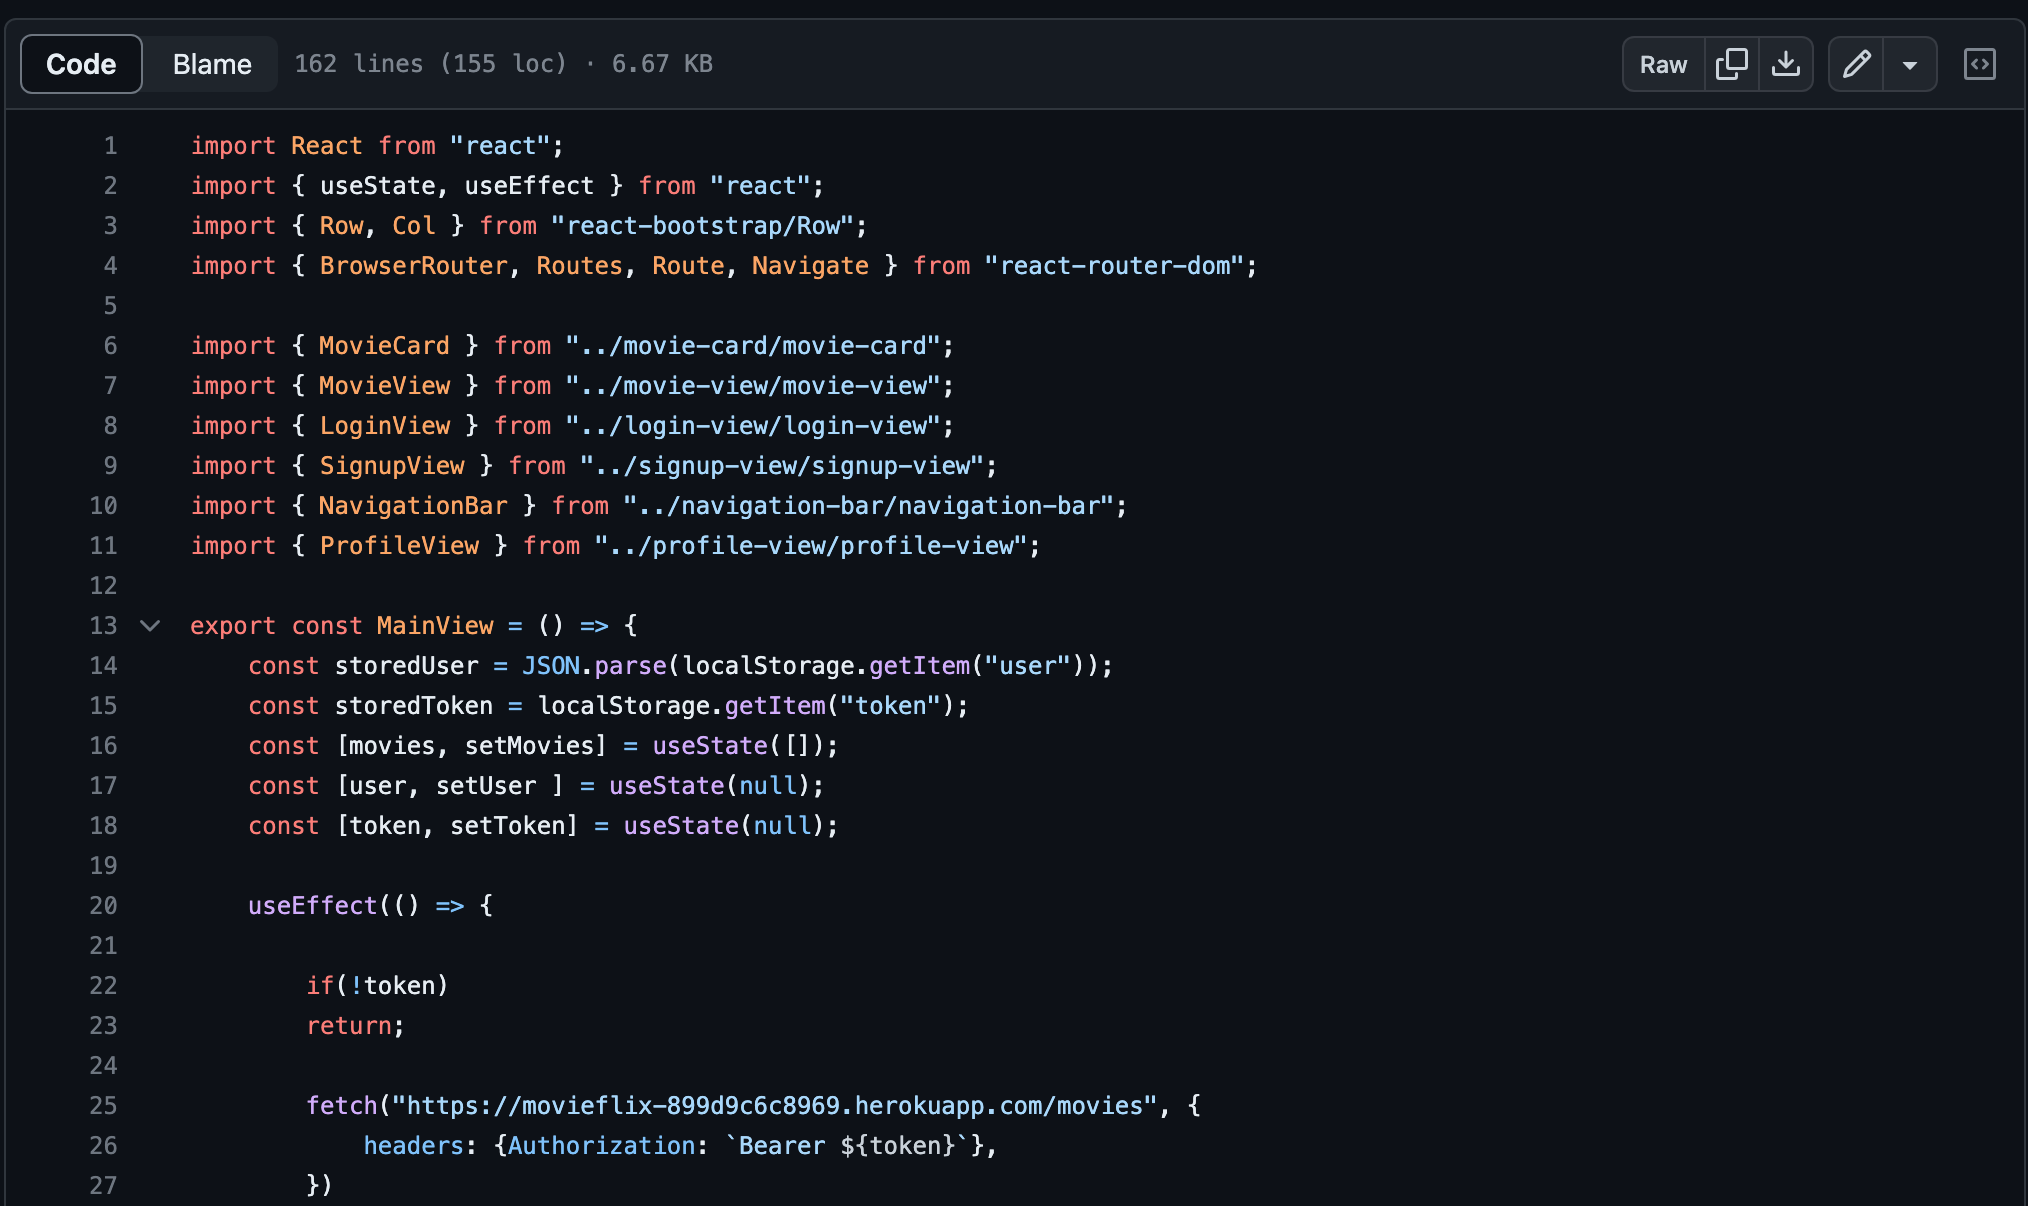 Code Blame 162 lines (155 loc) · 6.67 KB Raw
1 import React from "react";
2 import { useState, useEffect } from "react";
3 import { Row, Col } from "react-bootstrap/Row";
4 import { BrowserRouter, Routes, Route, Navigate } from "react-router-dom";
5
6 import { MovieCard } from "../movie-card/movie-card";
7 import { MovieView } from "../movie-view/movie-view";
8 import { LoginView } from "../login-view/login-view";
9 import { SignupView } from "../signup-view/signup-view";
10 import { NavigationBar } from "../navigation-bar/navigation-bar";
11 import { ProfileView } from "../profile-view/profile-view";
12
13 export const MainView = () => {
14     const storedUser = JSON.parse(localStorage.getItem("user"));
15     const storedToken = localStorage.getItem("token");
16     const [movies, setMovies] = useState([]);
17     const [user, setUser ] = useState(null);
18     const [token, setToken] = useState(null);
19
20     useEffect(() => {
21
22         if(!token)
23         return;
24
25         fetch("https://movieflix-899d9c6c8969.herokuapp.com/movies", {
26             headers: {Authorization: `Bearer ${token}`},
27         })